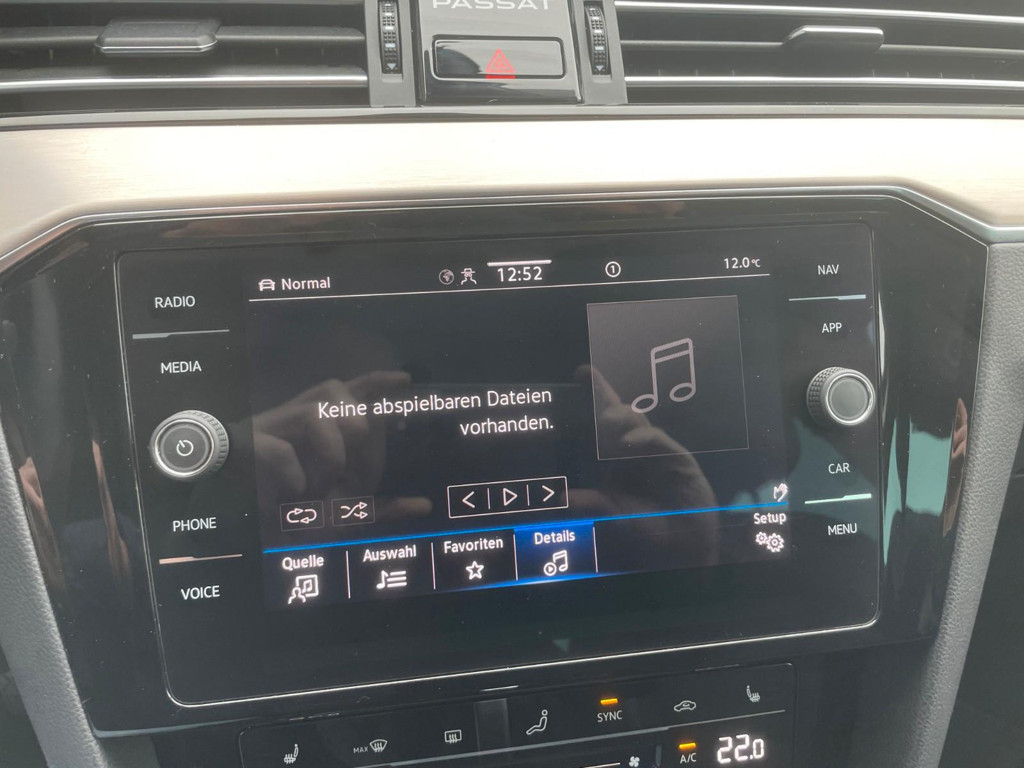 PASSAT
RADIO
MEDIA
PHONE
VOICE
Normal
12:52
1
12.0°C
Keine abspielbaren Dateien
vorhanden.
Quelle
Auswahl
Favoriten
Details
Setup
NAV
APP
CAR
MENU
MAX
SYNC
A/C
22.0